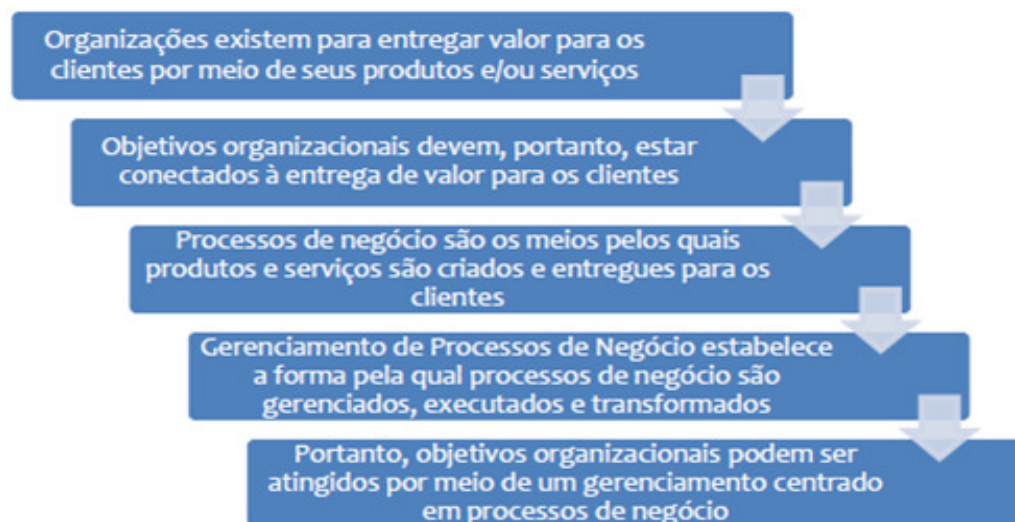 Organizações existem para entregar valor para os
clientes por meio de seus produtos e/ou serviços
Objetivos organizacionais devem, portanto, estar
conectados à entrega de valor para os clientes
Processos de negócio são os meios pelos quais
produtos e serviços são criados e entregues para os
clientes
Gerenciamento de Processos de Negócio estabelece
a forma pela qual processos de negócio são
gerenciados, executados e transformados
Portanto, objetivos organizacionais podem ser
atingidos por meio de um gerenciamento centrado
em processos de negócio